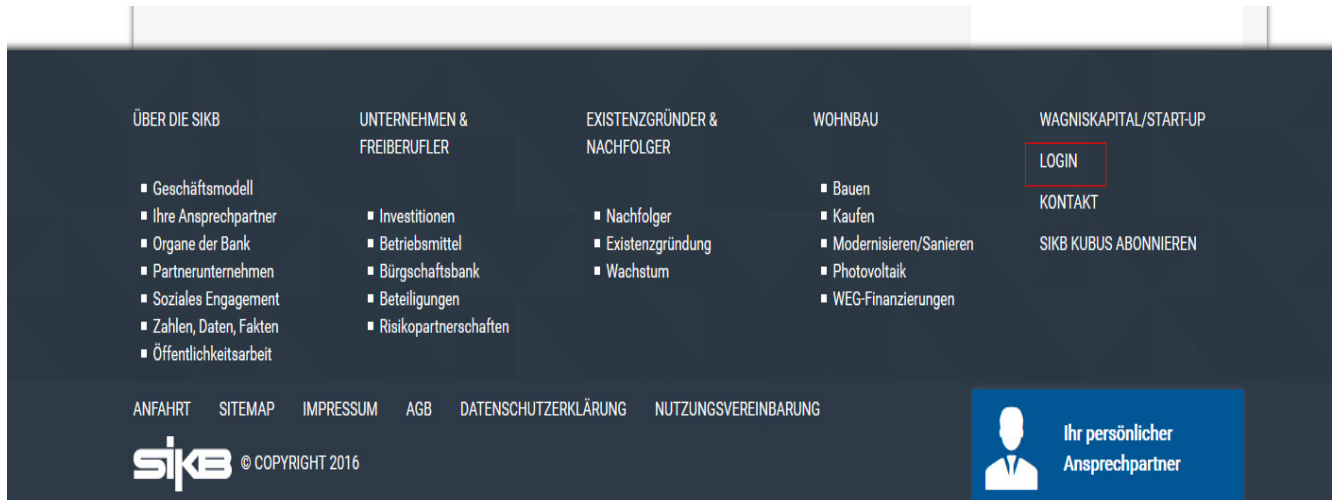 ÜBER DIE SIKB
Geschäftsmodell
Ihre Ansprechpartner
Organe der Bank
Partnerunternehmen
Soziales Engagement
Zahlen, Daten, Fakten
Öffentlichkeitsarbeit
UNTERNEHMEN &
FREIBERUFLER
Investitionen
Betriebsmittel
Bürgschaftsbank
Beteiligungen
Risikopartnerschaften
EXISTENZGRÜNDER &
NACHFOLGER
Nachfolger
Existenzgründung
Wachstum
WOHNBAU
Bauen
Kaufen
Modernisieren/Sanieren
Photovoltaik
WEG-Finanzierungen
WAGNISKAPITAL/START-UP
LOGIN
KONTAKT
SIKB KUBUS ABONNIEREN
ANFAHRT SITEMAP IMPRESSUM AGB DATENSCHUTZERKLÄRUNG NUTZUNGSVEREINBARUNG
SIKB © COPYRIGHT 2016
Ihr persönlicher
Ansprechpartner